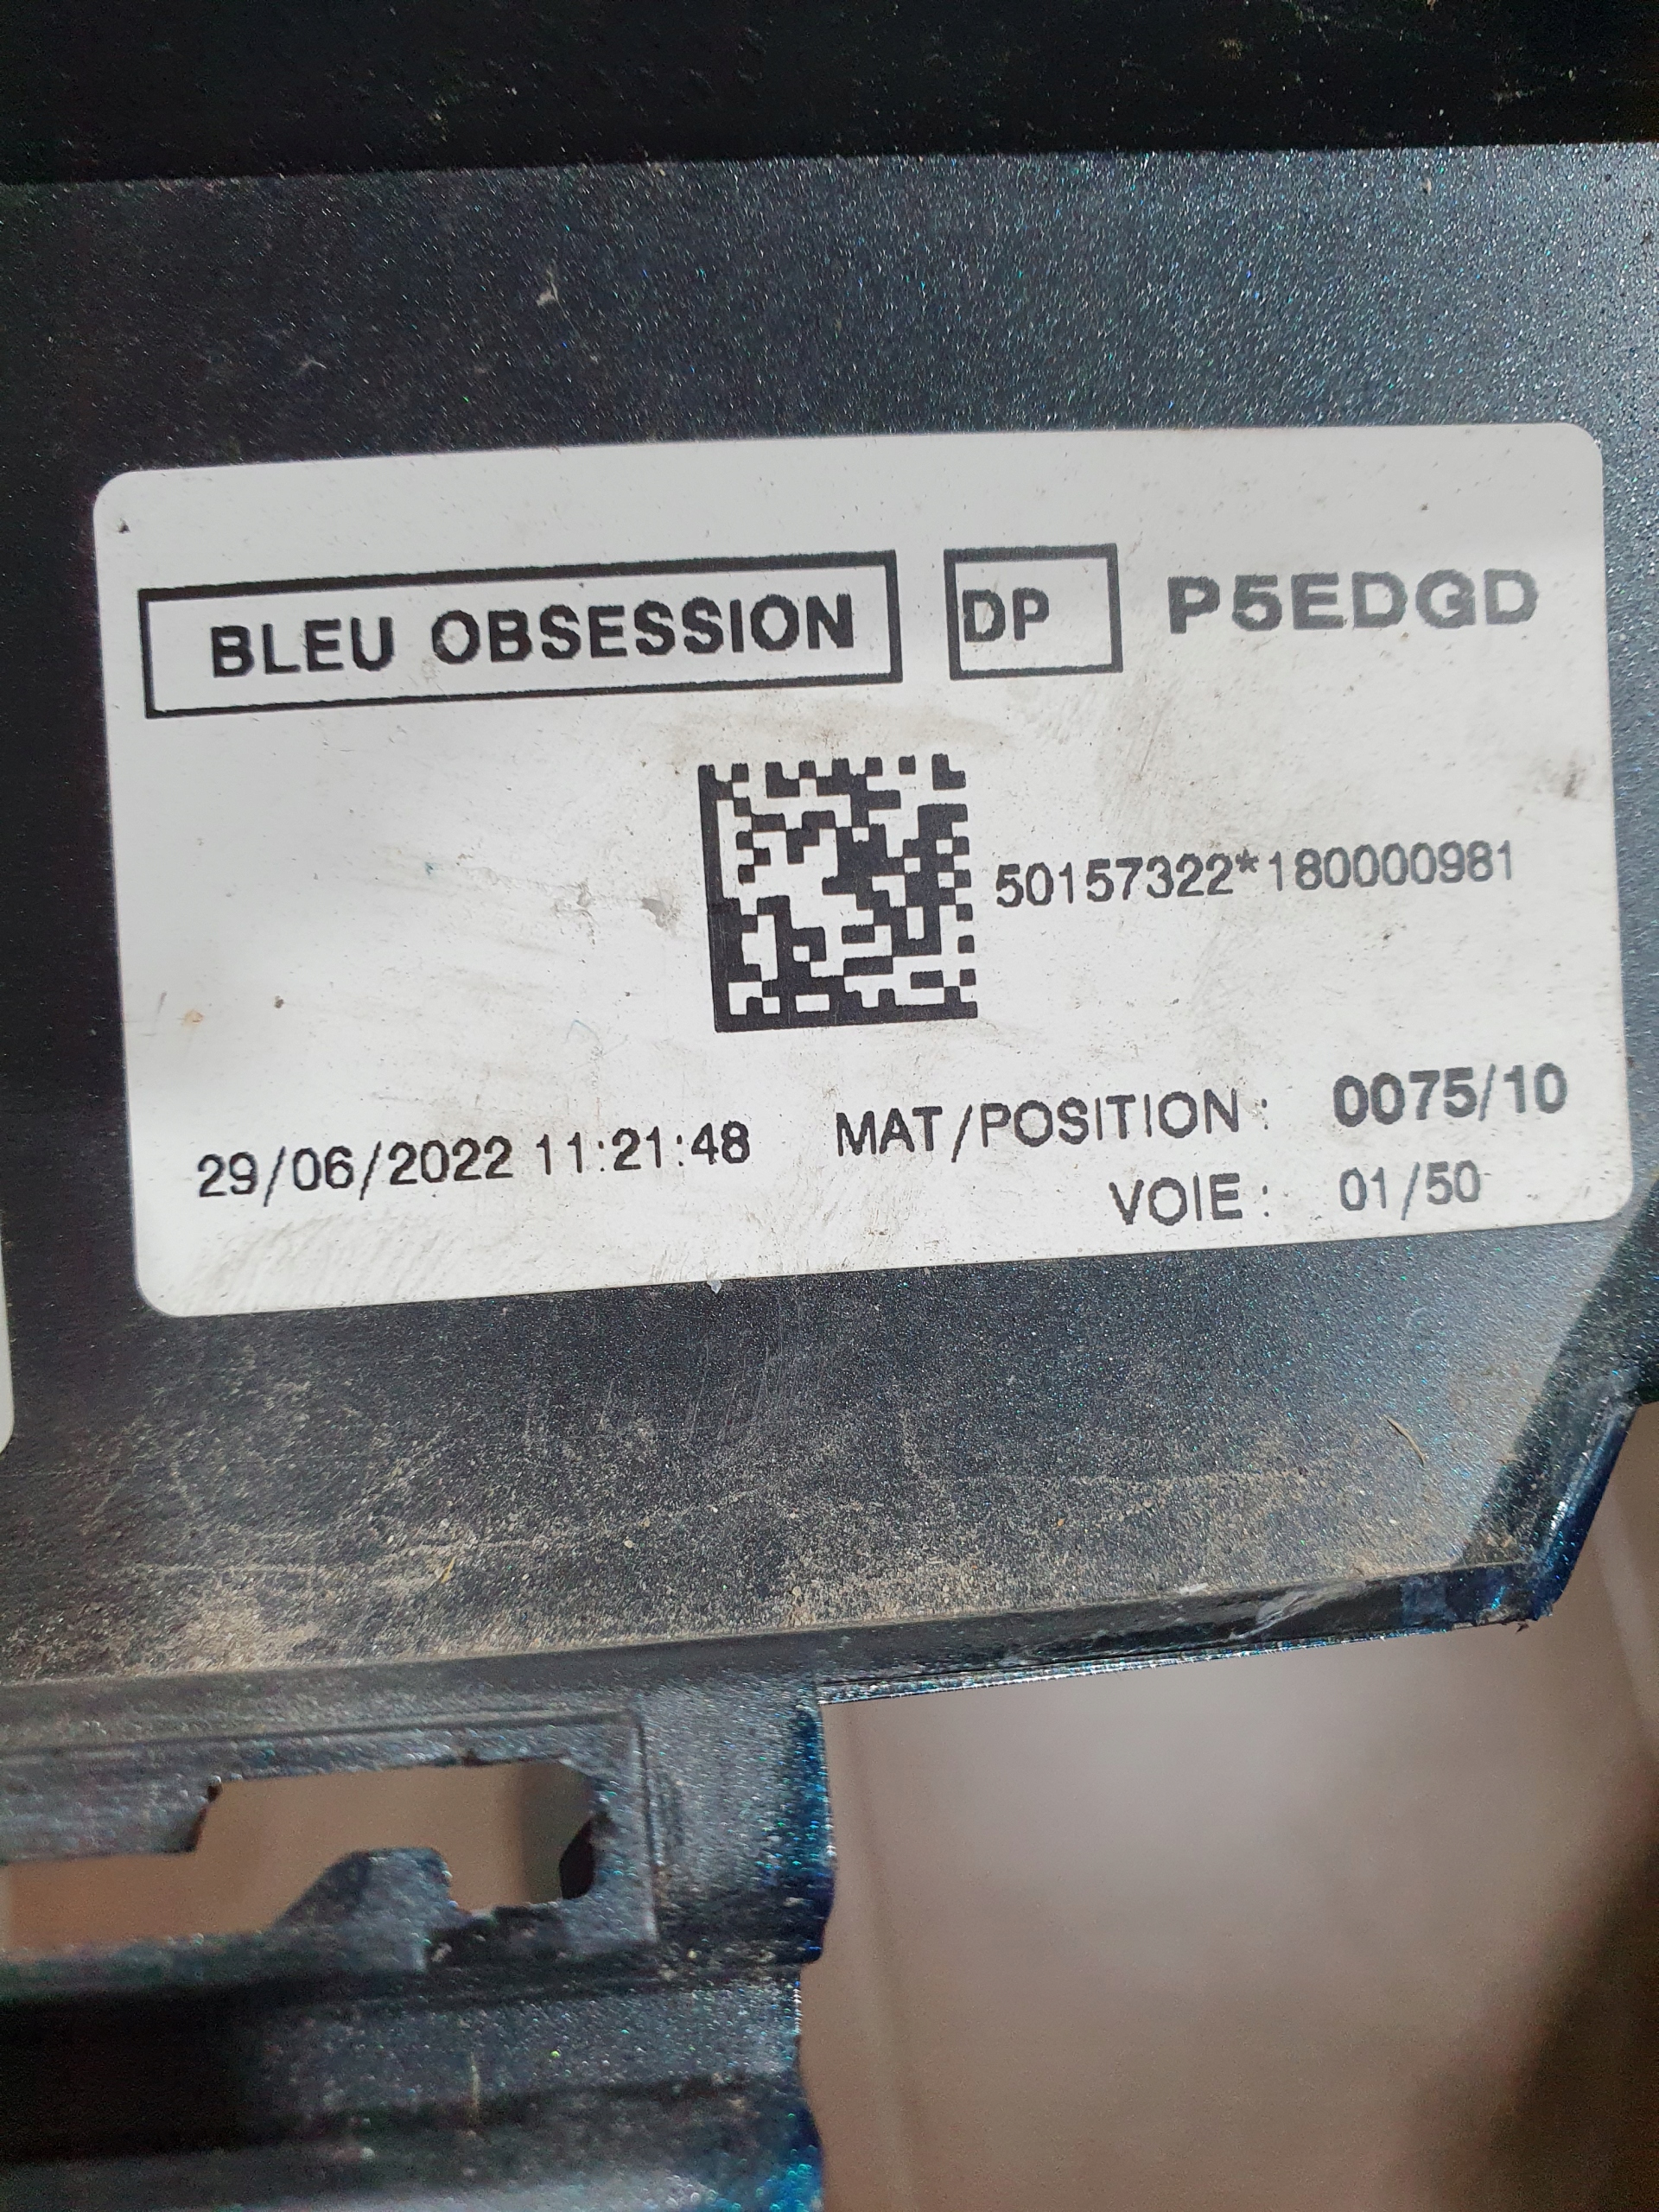 BLEU OBSESSION DP P5EDGD
50157322*180000981
29/06/2022 11:21:48 MAT/POSITION : 0075/10
VOIE : 01/50